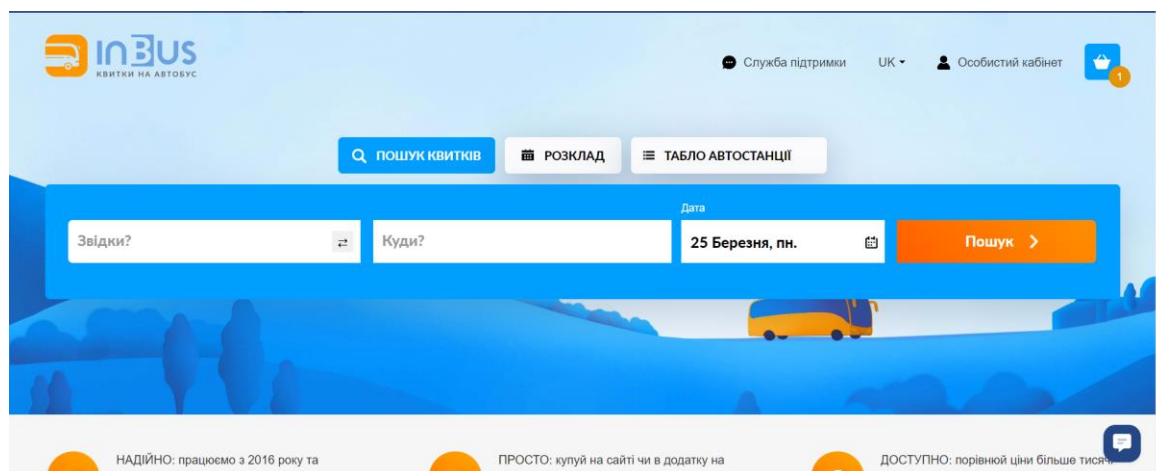 InBus
КВИТКИ НА АВТОБУС
Служба підтримки
UK
Особистий кабінет
1
ПОШУК КВИТКІВ
РОЗКЛАД
ТАБЛО АВТОСТАНЦІЇ
Дата
Звідки?
Куди?
25 Березня, пн.
Пошук
НАДІЙНО: працюємо з 2016 року та
ПРОСТО: купуй на сайті чи в додатку на
ДОСТУПНО: порівнюй ціни більше тисячі